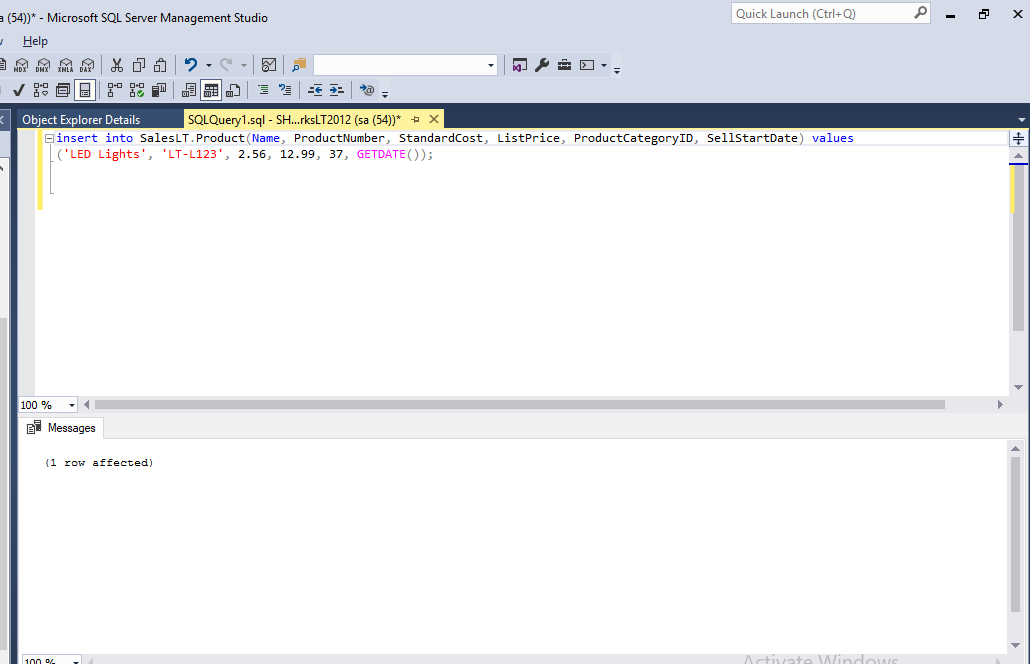 a (54))* - Microsoft SQL Server Management Studio
Quick Launch (Ctrl+Q)
Help
MDX DMX XMLA DAX
Object Explorer Details
SQLQuery1.sql - SH...rksLT2012 (sa (54))*
insert into SalesLT.Product(Name, ProductNumber, StandardCost, ListPrice, ProductCategoryID, SellStartDate) values
('LED Lights', 'LT-L123', 2.56, 12.99, 37, GETDATE());
100 %
Messages
(1 row affected)
100 %
Activate Windows